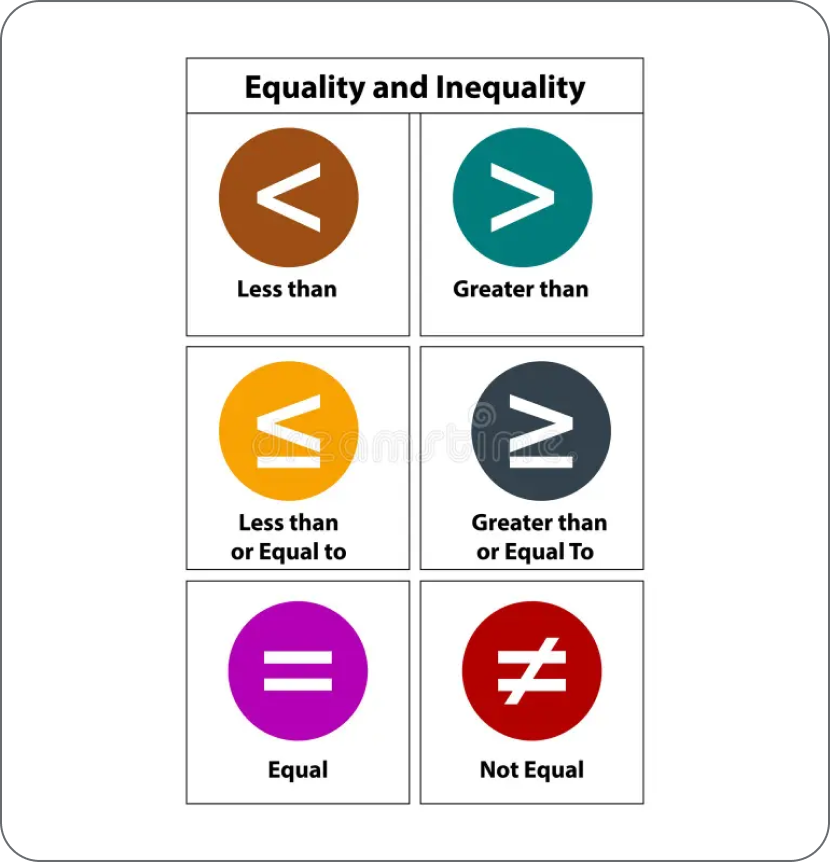 Equality and Inequality
<
>
Less than
Greater than
≤
≥
dreamstime
Less than
or Equal to
Greater than
or Equal To
=
≠
Equal
Not Equal